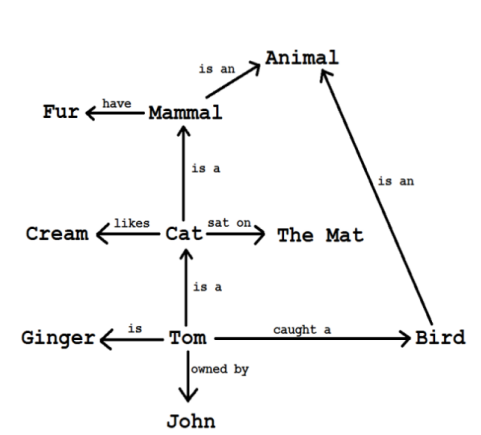 Animal
is an
Fur have Mammal
is a
is an
Cream likes Cat sat on The Mat
is a
Ginger is Tom caught a Bird
owned by
John